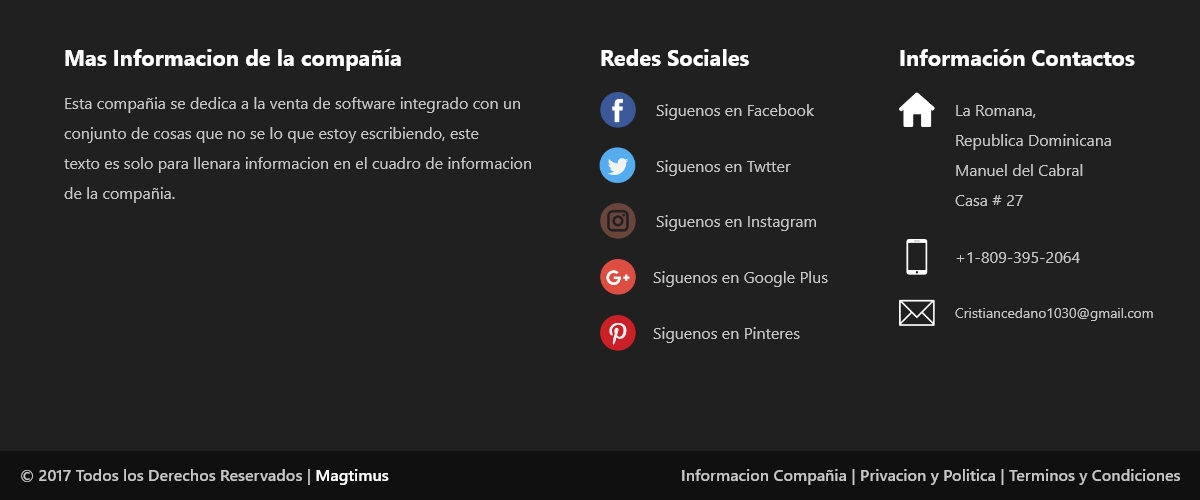 Mas Informacion de la compañía
Esta compañia se dedica a la venta de software integrado con un
conjunto de cosas que no se lo que estoy escribiendo, este
texto es solo para llenara informacion en el cuadro de informacion
de la compañia.
Redes Sociales
Siguenos en Facebook
Siguenos en Twtter
Siguenos en Instagram
Siguenos en Google Plus
Siguenos en Pinteres
Información Contactos
La Romana,
Republica Dominicana
Manuel del Cabral
Casa # 27
+1-809-395-2064
Cristiancedano1030@gmail.com
© 2017 Todos los Derechos Reservados | Magtimus
Informacion Compañia | Privacion y Politica | Terminos y Condiciones